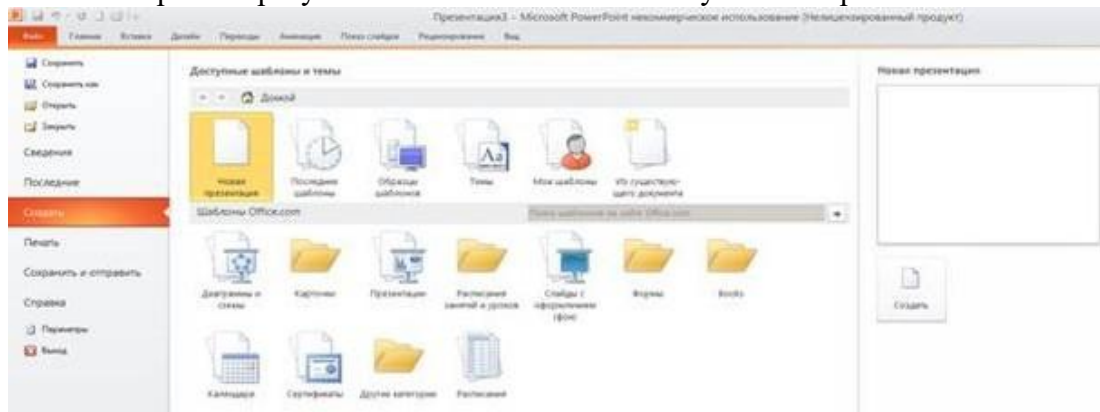 Презентация3 - Microsoft PowerPoint некоммерческое использование (Нелицензированный продукт)
Файл Главная Вставка Дизайн Переходы Анимация Показ слайдов Рецензирование Вид
Сохранить
Сохранить как
Открыть
Закрыть
Сведения
Последние
Создать
Печать
Сохранить и отправить
Справка
Параметры
Выход
Доступные шаблоны и темы
Домой
Новая презентация
Последние шаблоны
Образцы шаблонов
Темы
Мои шаблоны
Из существую-
щего документа
Шаблоны Office.com
Поиск шаблонов на сайте Office.com
Диаграммы и схемы
Карточки
Презентации
Расписания занятий и уроков
Слайды с оформлением (фон)
Формы
Books
Календари
Сертификаты
Другие категории
Расписания
Новая презентация
Создать